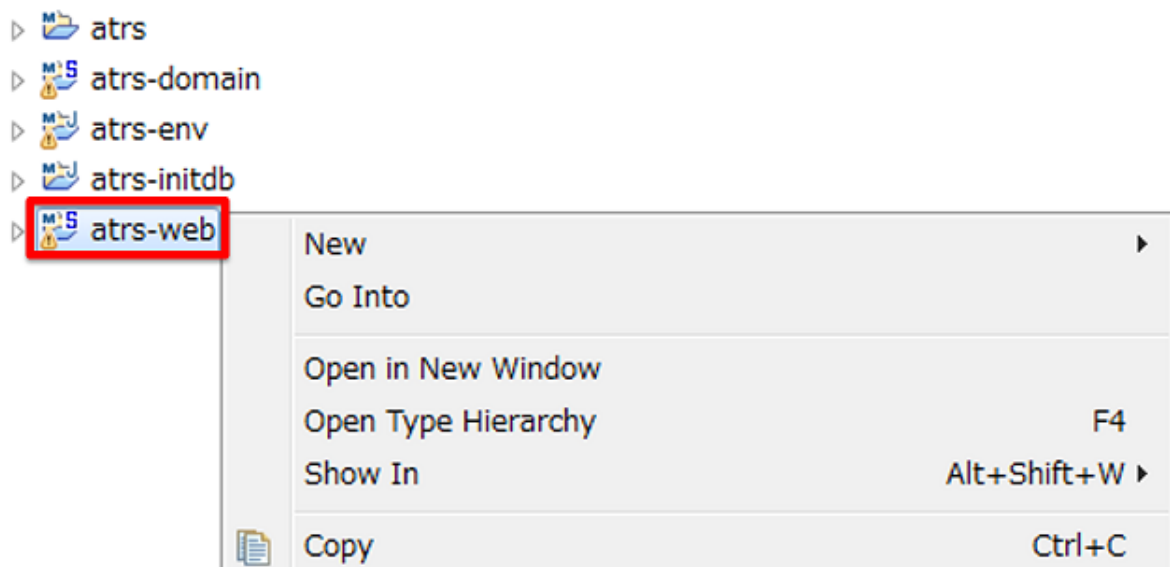 atrs
atrs-domain
atrs-env
atrs-initdb
atrs-web
New
Go Into
Open in New Window
Open Type Hierarchy F4
Show In Alt+Shift+W
Copy Ctrl+C